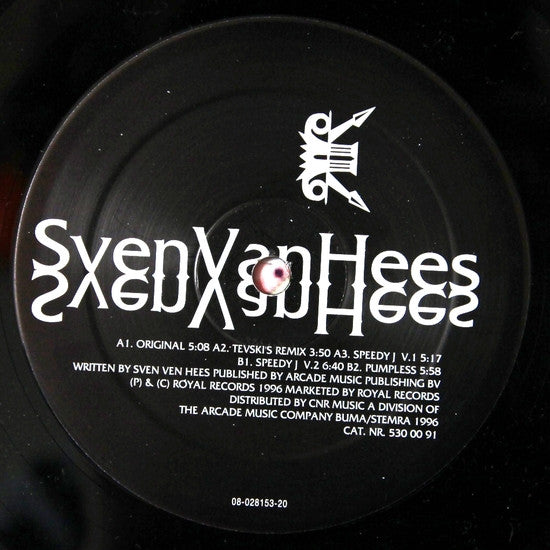 Sven Van Hees
A1. ORIGINAL 5:08 A2. TEVSKI'S REMIX 3:50 A3. SPEEDY J V.1 5:17
B1. SPEEDY J V.2 6:40 B2. PUMPLESS 5:58
WRITTEN BY SVEN VEN HEES PUBLISHED BY ARCADE MUSIC PUBLISHING BV
(P) & (C) ROYAL RECORDS 1996 MARKETED BY ROYAL RECORDS
DISTRIBUTED BY CNR MUSIC A DIVISION OF
THE ARCADE MUSIC COMPANY BUMA/STEMRA 1996
CAT. NR. 530 00 91
08-028153-20